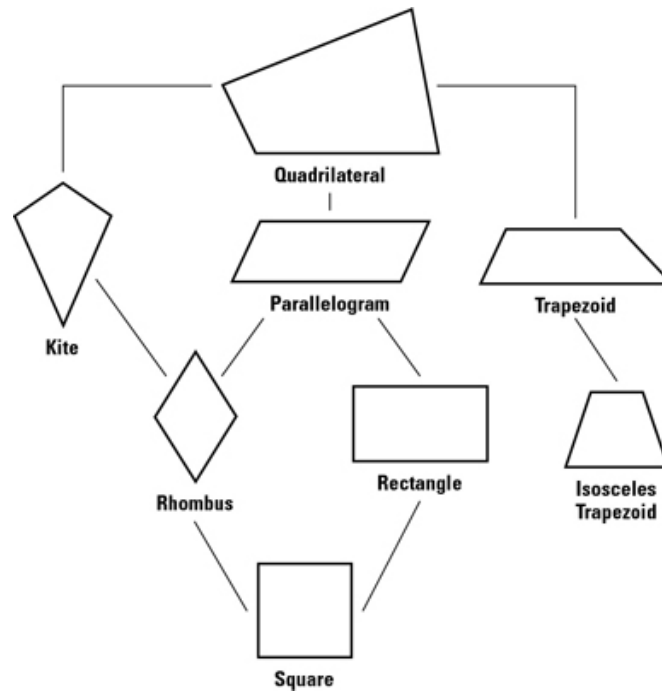 Quadrilateral
Parallelogram
Trapezoid
Kite
Rhombus
Rectangle
Isosceles
Trapezoid
Square